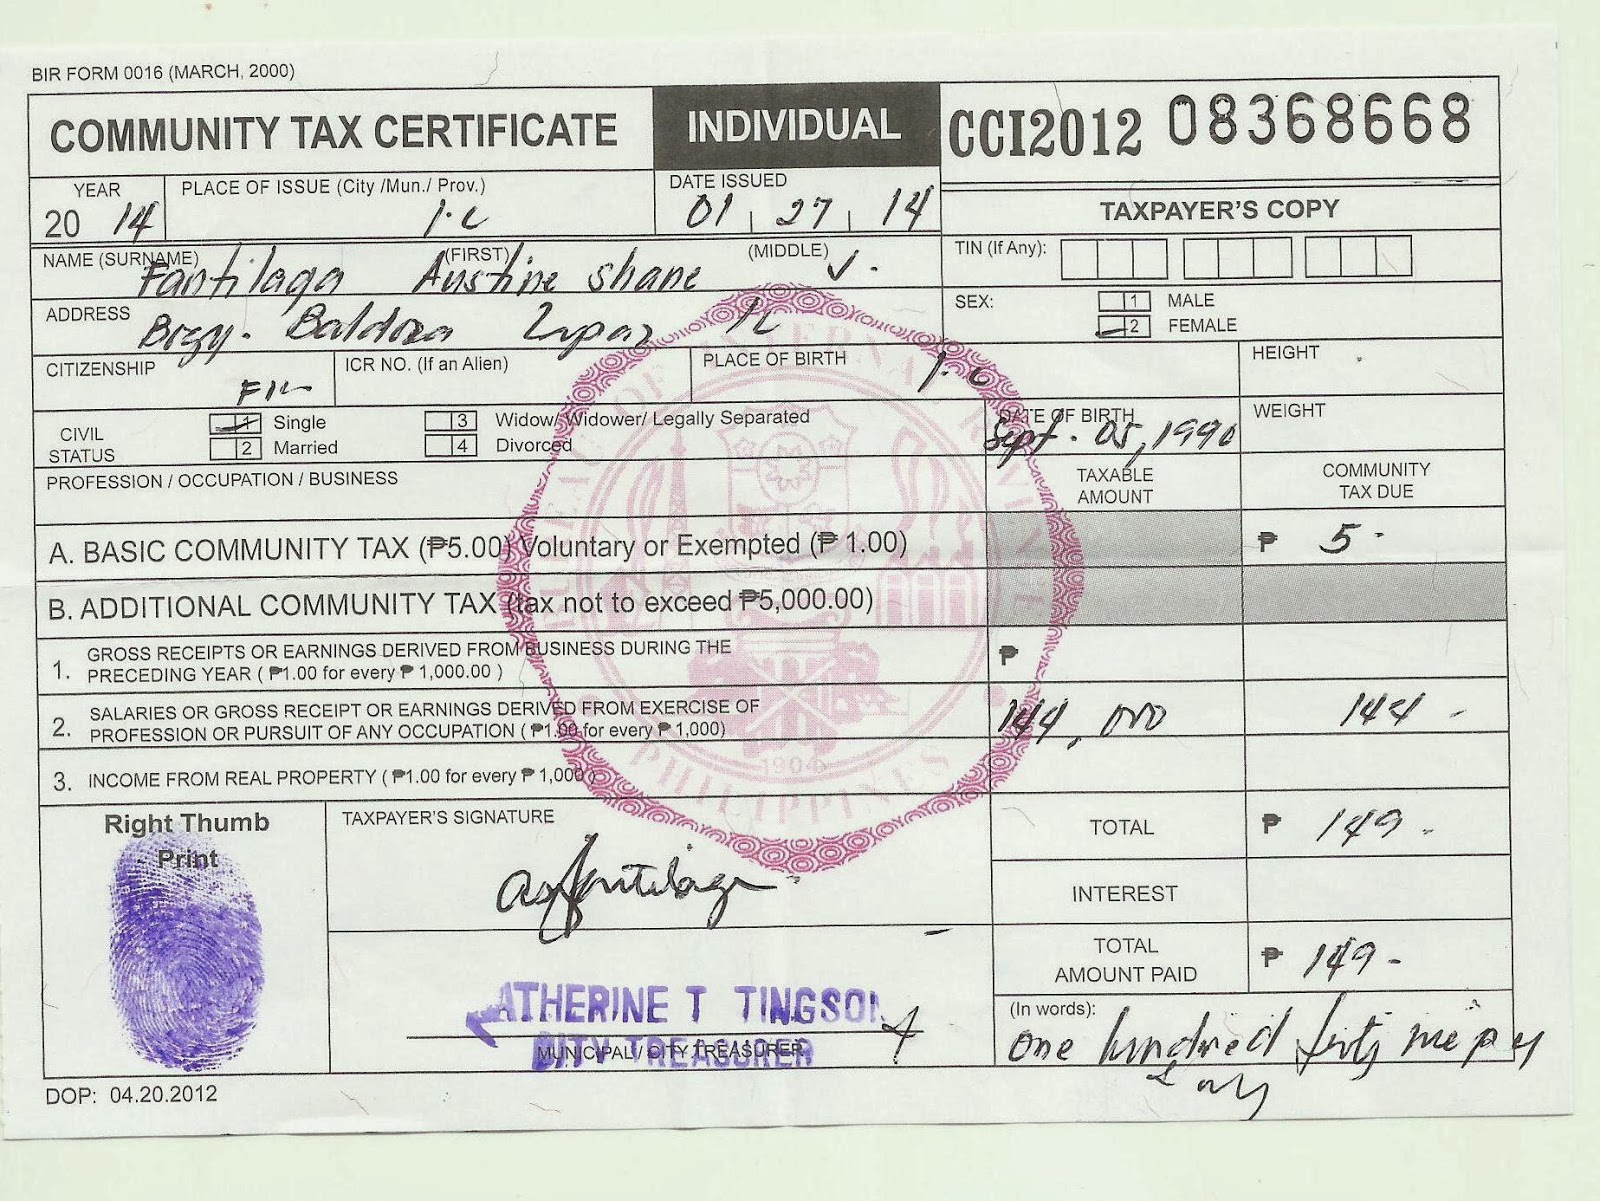 BIR FORM 0016 (MARCH, 2000)
COMMUNITY TAX CERTIFICATE INDIVIDUAL CCI2012 08368668
YEAR PLACE OF ISSUE (City /Mun./ Prov.) DATE ISSUED
20 14 I.C 01 27 14
TAXPAYER'S COPY
NAME (SURNAME) (FIRST) (MIDDLE) TIN (If Any):
Fantilaga Austine Shane V.
ADDRESS SEX: 1 MALE
Brgy. Baldoza Lapaz IC 2 FEMALE
CITIZENSHIP ICR NO. (If an Alien) PLACE OF BIRTH HEIGHT
FIL I.C
CIVIL STATUS 1 Single 3 Widow/ Widower/ Legally Separated DATE OF BIRTH WEIGHT
2 Married 4 Divorced Sept. 05, 1990
PROFESSION / OCCUPATION / BUSINESS TAXABLE AMOUNT COMMUNITY TAX DUE
A. BASIC COMMUNITY TAX (₱5.00) Voluntary or Exempted (₱ 1.00) ₱ 5.
B. ADDITIONAL COMMUNITY TAX (tax not to exceed ₱5,000.00)
1. GROSS RECEIPTS OR EARNINGS DERIVED FROM BUSINESS DURING THE ₱
PRECEDING YEAR ( ₱1.00 for every ₱ 1,000.00 )
2. SALARIES OR GROSS RECEIPT OR EARNINGS DERIVED FROM EXERCISE OF 144,000 144 -
PROFESSION OR PURSUIT OF ANY OCCUPATION ( ₱1.00 for every ₱ 1,000)
3. INCOME FROM REAL PROPERTY ( ₱1.00 for every ₱ 1,000 )
BUREAU OF INTERNAL REVENUE
1904
PHILIPPINES
Right Thumb TAXPAYER'S SIGNATURE TOTAL ₱ 149 -
Print
INTEREST
TOTAL
AMOUNT PAID ₱ 149 -
ATHERINE T TINGSON (In words):
CITY TREASURER one hundred forty nine
MUNICIPAL / CITY TREASURER only
DOP: 04.20.2012